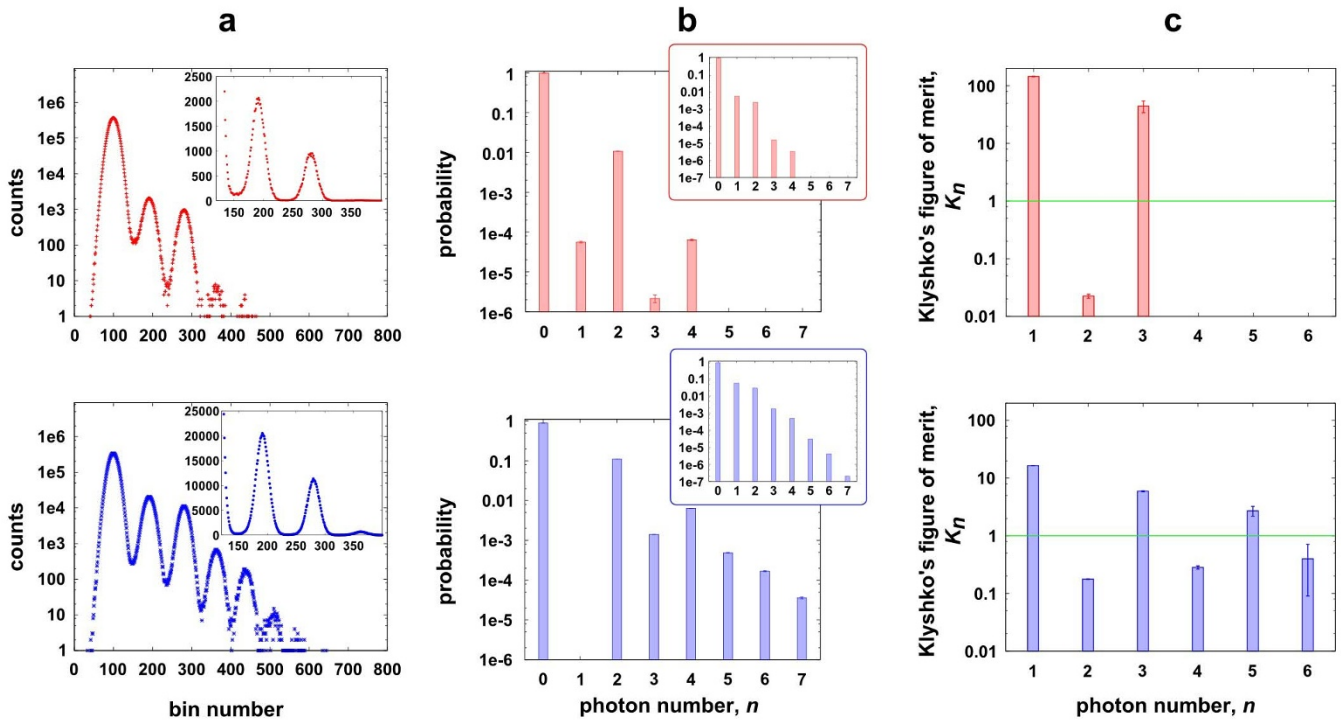 a
counts
1e6
1e5
1e4
1e3
100
10
1
0 100 200 300 400 500 600 700 800
2500
2000
1500
1000
500
0
150 200 250 300 350
b
probability
1
0.1
0.01
1e-3
1e-4
1e-5
1e-6
0 1 2 3 4 5 6 7
1
0.1
0.01
1e-3
1e-4
1e-5
1e-6
1e-7
0 1 2 3 4 5 6 7
c
Klyshko's figure of merit,
Kn
100
10
1
0.1
0.01
1 2 3 4 5 6
counts
1e6
1e5
1e4
1e3
100
10
1
0 100 200 300 400 500 600 700 800
bin number
25000
20000
15000
10000
5000
0
150 200 250 300 350
probability
1
0.1
0.01
1e-3
1e-4
1e-5
1e-6
0 1 2 3 4 5 6 7
photon number, n
1
0.1
0.01
1e-3
1e-4
1e-5
1e-6
1e-7
0 1 2 3 4 5 6 7
Klyshko's figure of merit,
Kn
100
10
1
0.1
0.01
1 2 3 4 5 6
photon number, n